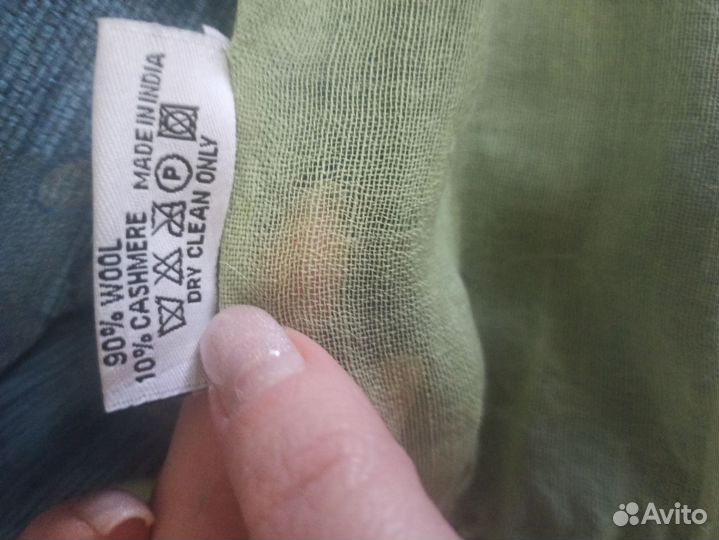 90% WOOL
10% CASHMERE MADE IN INDIA
P
DRY CLEAN ONLY
Avito